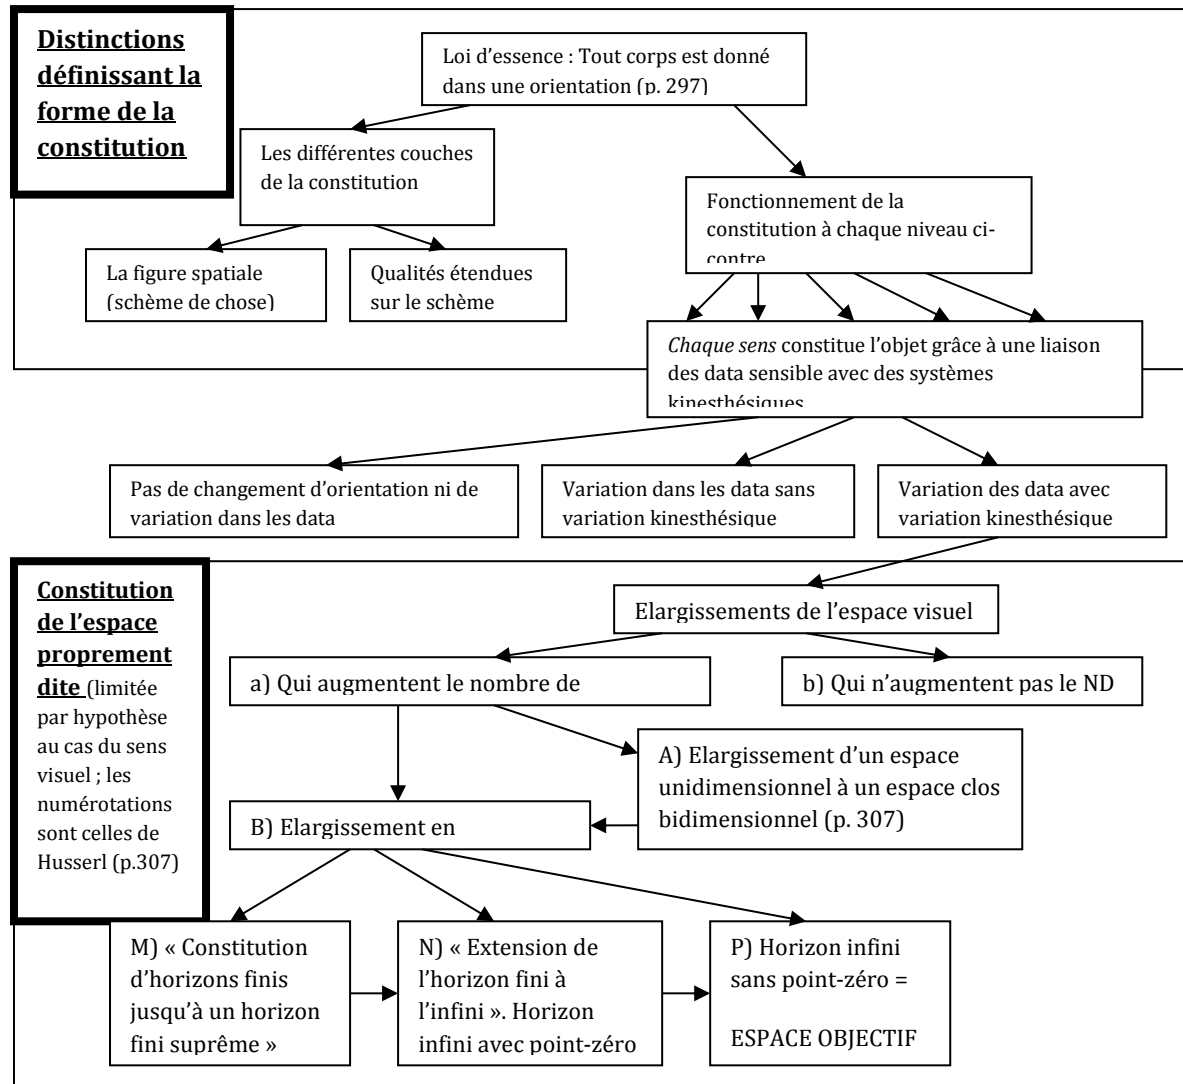 Distinctions
définissant la
forme de la
constitution
Loi d’essence : Tout corps est donné
dans une orientation (p. 297)
Les différentes couches
de la constitution
Fonctionnement de la
constitution à chaque niveau ci-
contre
La figure spatiale
(schème de chose)
Qualités étendues
sur le schème
Chaque sens constitue l’objet grâce à une liaison
des data sensible avec des systèmes
kinesthésiques
Pas de changement d’orientation ni de
variation dans les data
Variation dans les data sans
variation kinesthésique
Variation des data avec
variation kinesthésique
Constitution
de l’espace
proprement
dite (limitée
par hypothèse
au cas du sens
visuel ; les
numérotations
sont celles de
Husserl (p.307)
Elargissements de l’espace visuel
a) Qui augmentent le nombre de
b) Qui n’augmentent pas le ND
A) Elargissement d’un espace
unidimensionnel à un espace clos
bidimensionnel (p. 307)
B) Elargissement en
M) « Constitution
d’horizons finis
jusqu’à un horizon
fini suprême »
N) « Extension de
l’horizon fini à
l’infini ». Horizon
infini avec point-zéro
P) Horizon infini
sans point-zéro =
ESPACE OBJECTIF